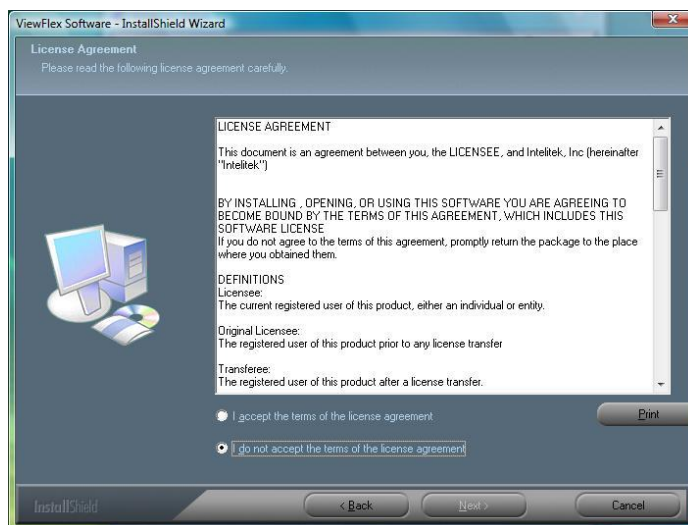 ViewFlex Software - InstallShield Wizard
License Agreement
Please read the following license agreement carefully.
LICENSE AGREEMENT
This document is an agreement between you, the LICENSEE, and Intelitek, Inc (hereinafter
"Intelitek")
BY INSTALLING , OPENING, OR USING THIS SOFTWARE YOU ARE AGREEING TO
BECOME BOUND BY THE TERMS OF THIS AGREEMENT, WHICH INCLUDES THIS
SOFTWARE LICENSE
If you do not agree to the terms of this agreement, promptly return the package to the place
where you obtained them.
DEFINITIONS
Licensee:
The current registered user of this product, either an individual or entity.
Original Licensee:
The registered user of this product prior to any license transfer
Transferee:
The registered user of this product after a license transfer.
I accept the terms of the license agreement
Print
I do not accept the terms of the license agreement
InstallShield
< Back
Next >
Cancel